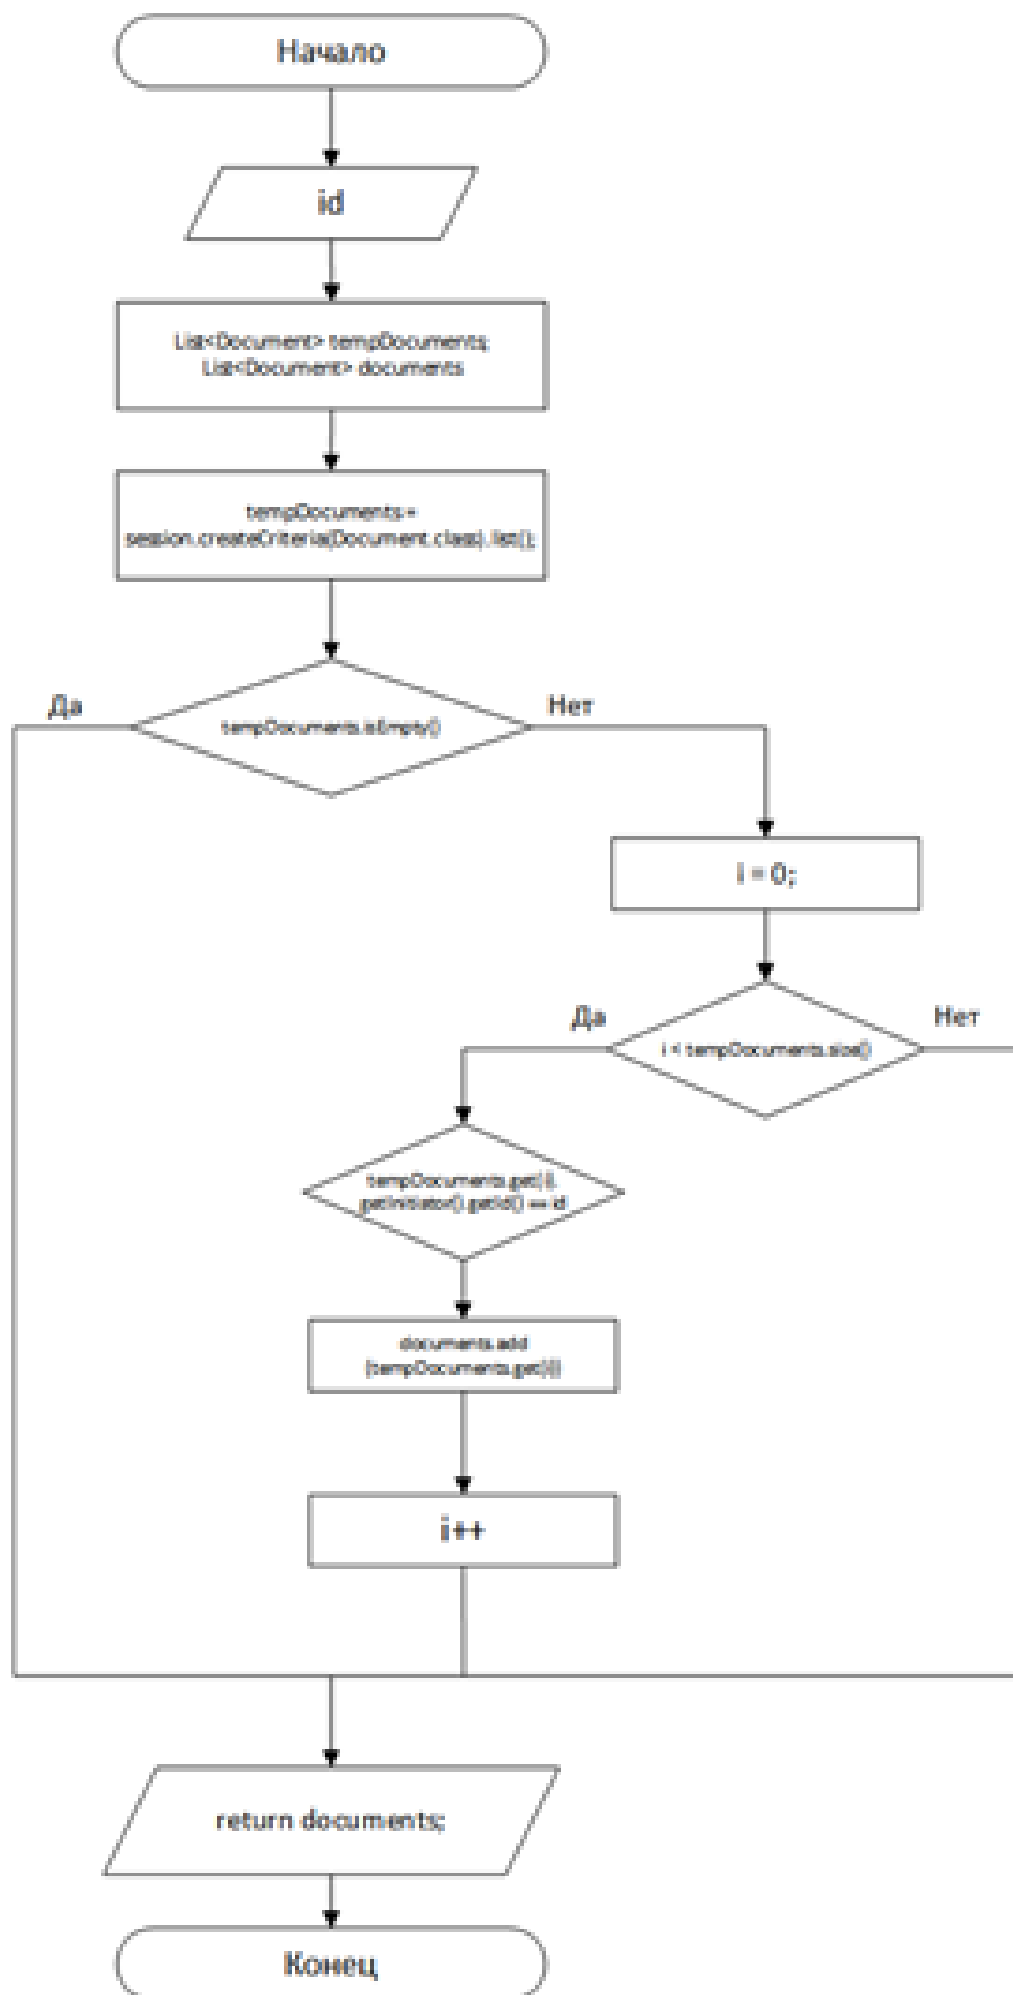 Начало
id
List<Document> tempDocuments;
List<Document> documents
tempDocuments =
session.createCriteria(Document.class).list();
Да
Нет
tempDocuments.isEmpty()
i = 0;
Да
Нет
i < tempDocuments.size()
tempDocuments.get(i).
getInitiator().getId() == id
documents.add
(tempDocuments.get(i))
i++
return documents;
Конец